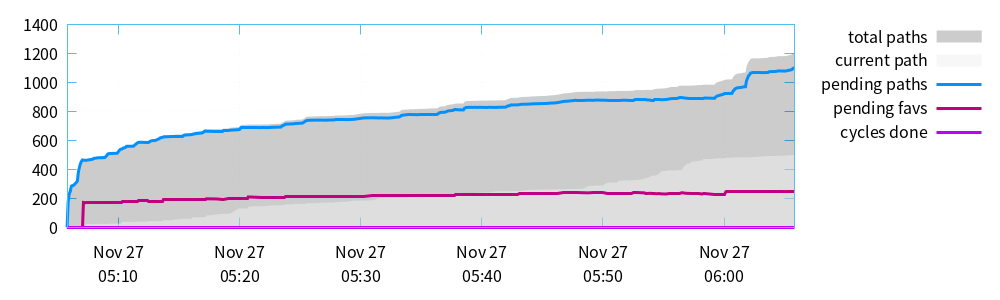 1400
1200
1000
800
600
400
200
0
Nov 27 05:10
Nov 27 05:20
Nov 27 05:30
Nov 27 05:40
Nov 27 05:50
Nov 27 06:00
total paths
current path
pending paths
pending favs
cycles done